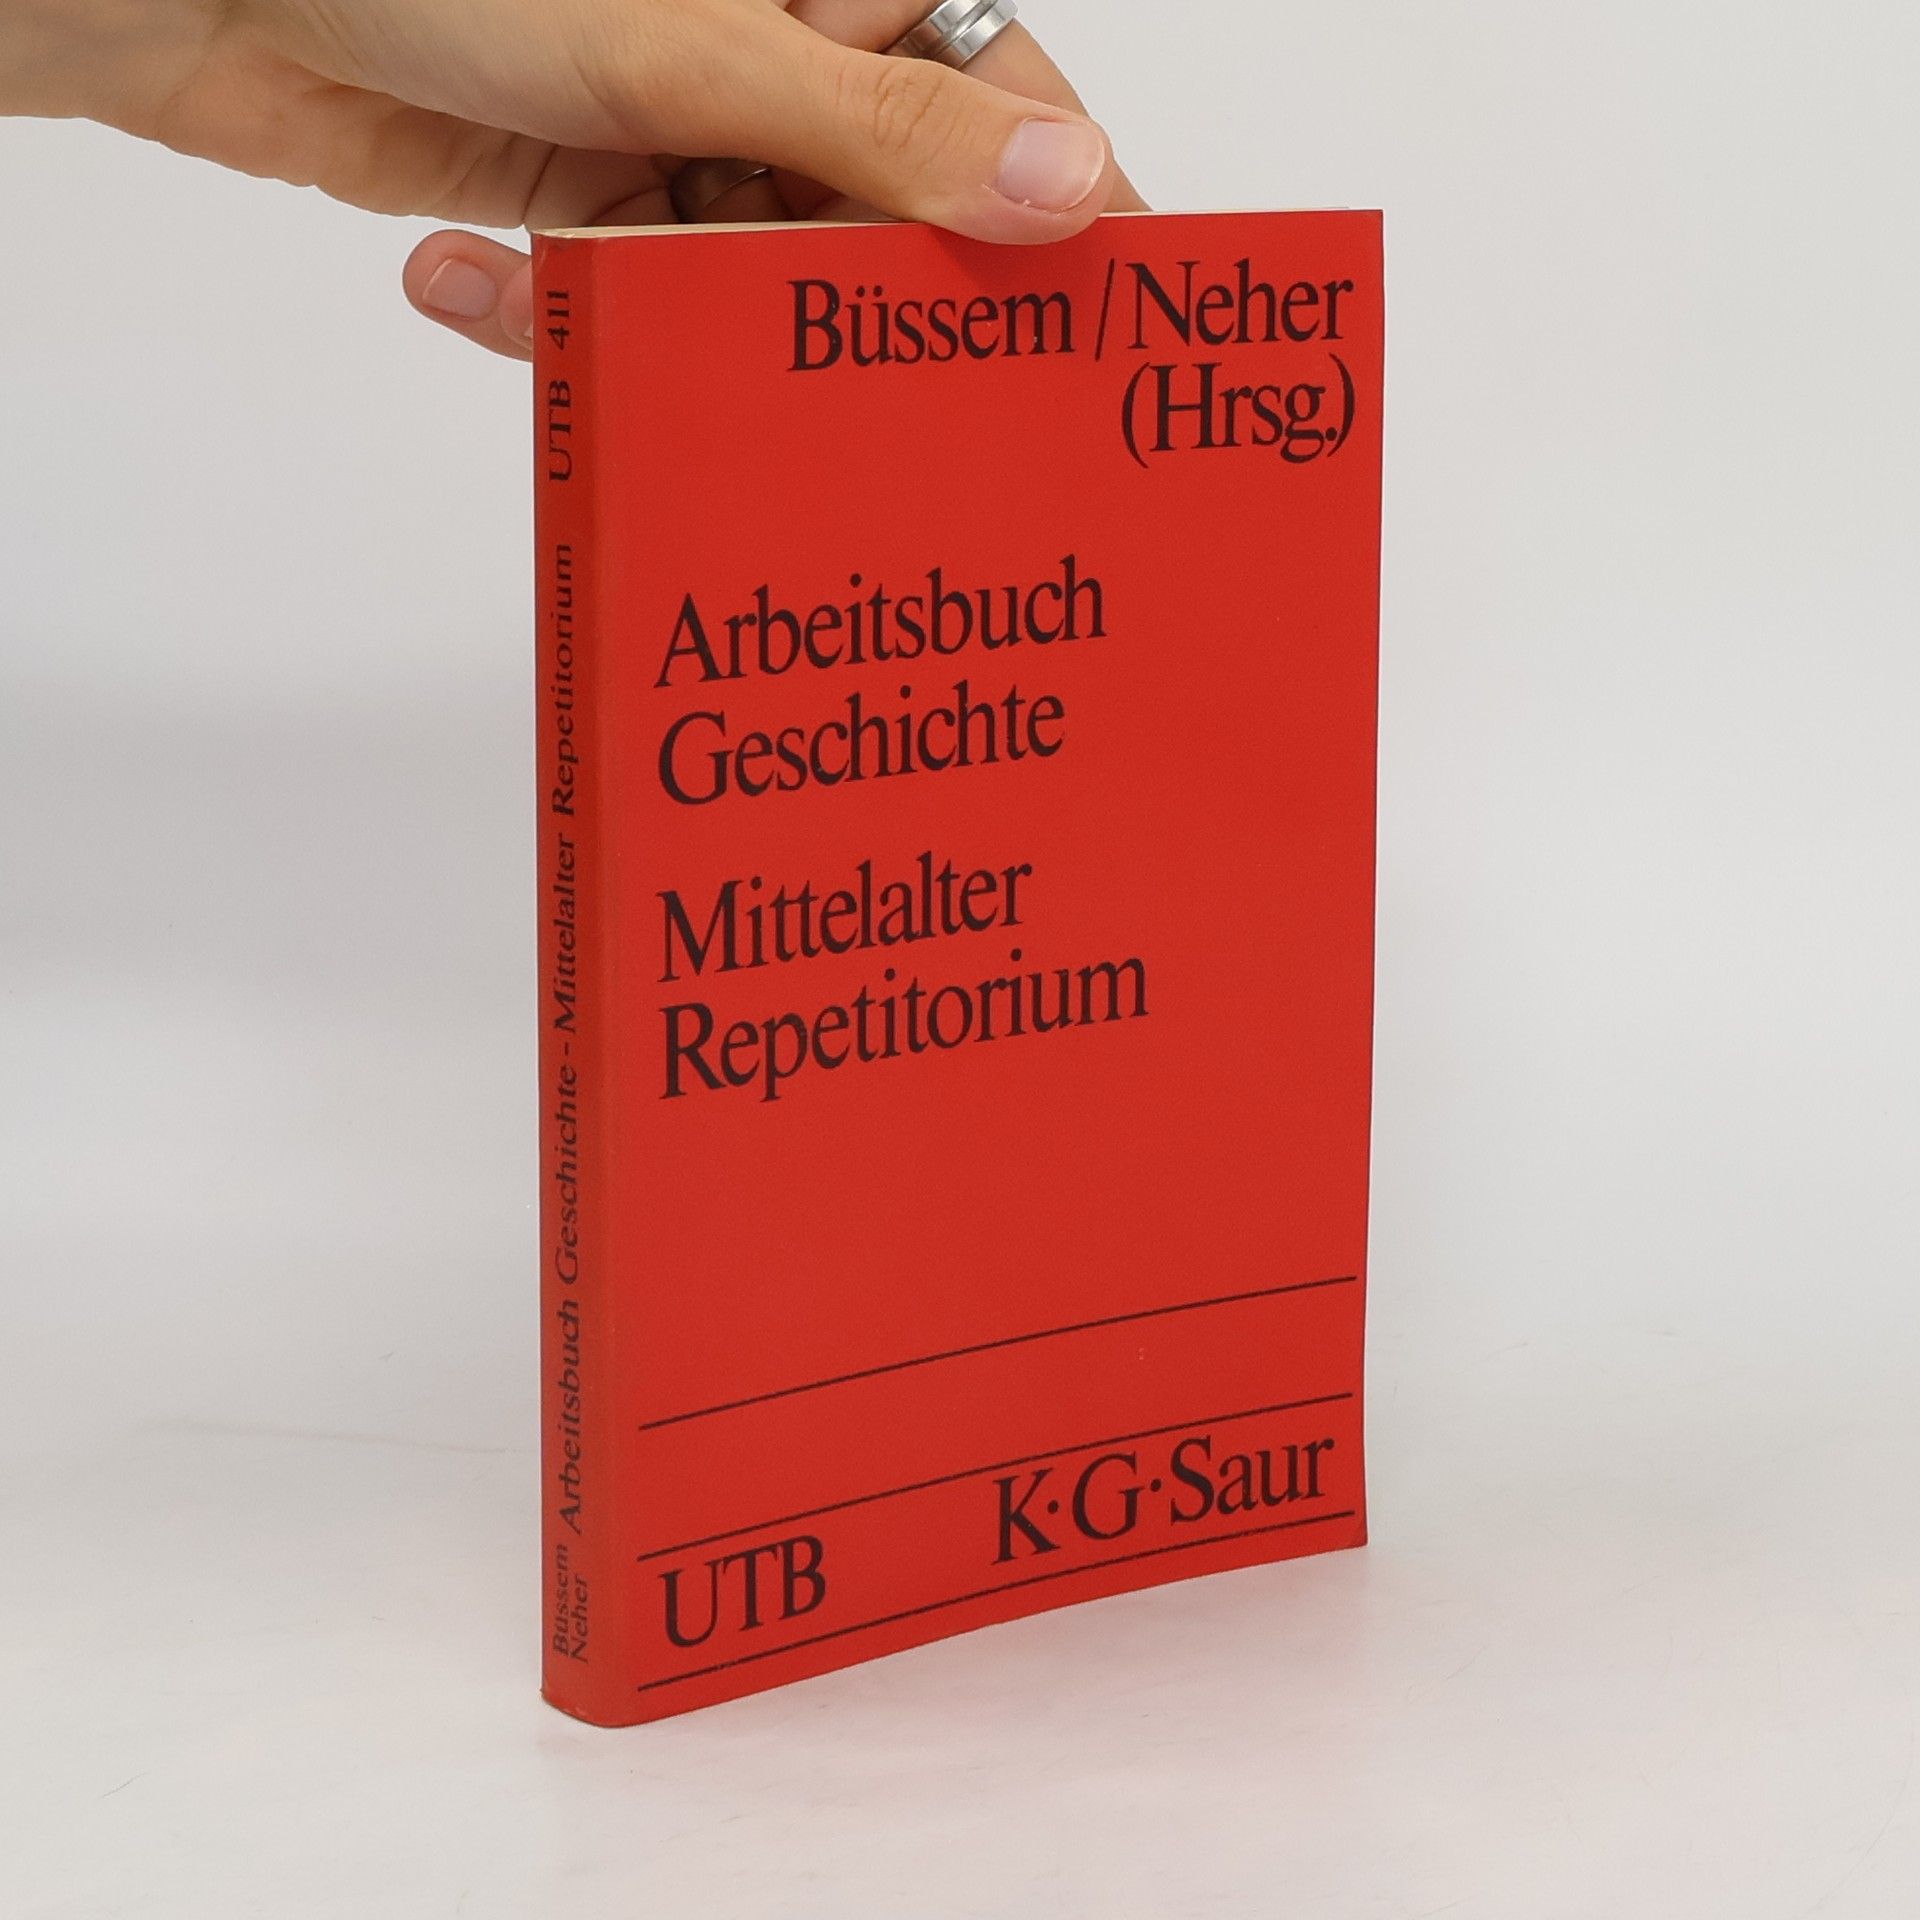 Büssem / Neher
(Hrsg.)
Arbeitsbuch
Geschichte
Mittelalter
Repetitorium
UTB K·G·Saur
Büssem
Neher
Arbeitsbuch Geschichte - Mittelalter Repetitorium UTB 411